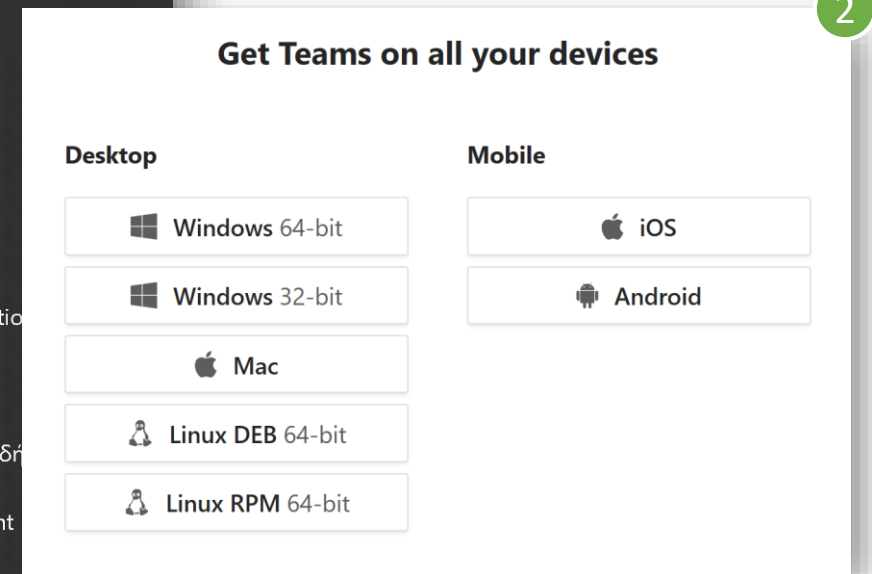 2
Get Teams on all your devices
Desktop
Windows 64-bit
Windows 32-bit
Mac
Linux DEB 64-bit
Linux RPM 64-bit
Mobile
iOS
Android